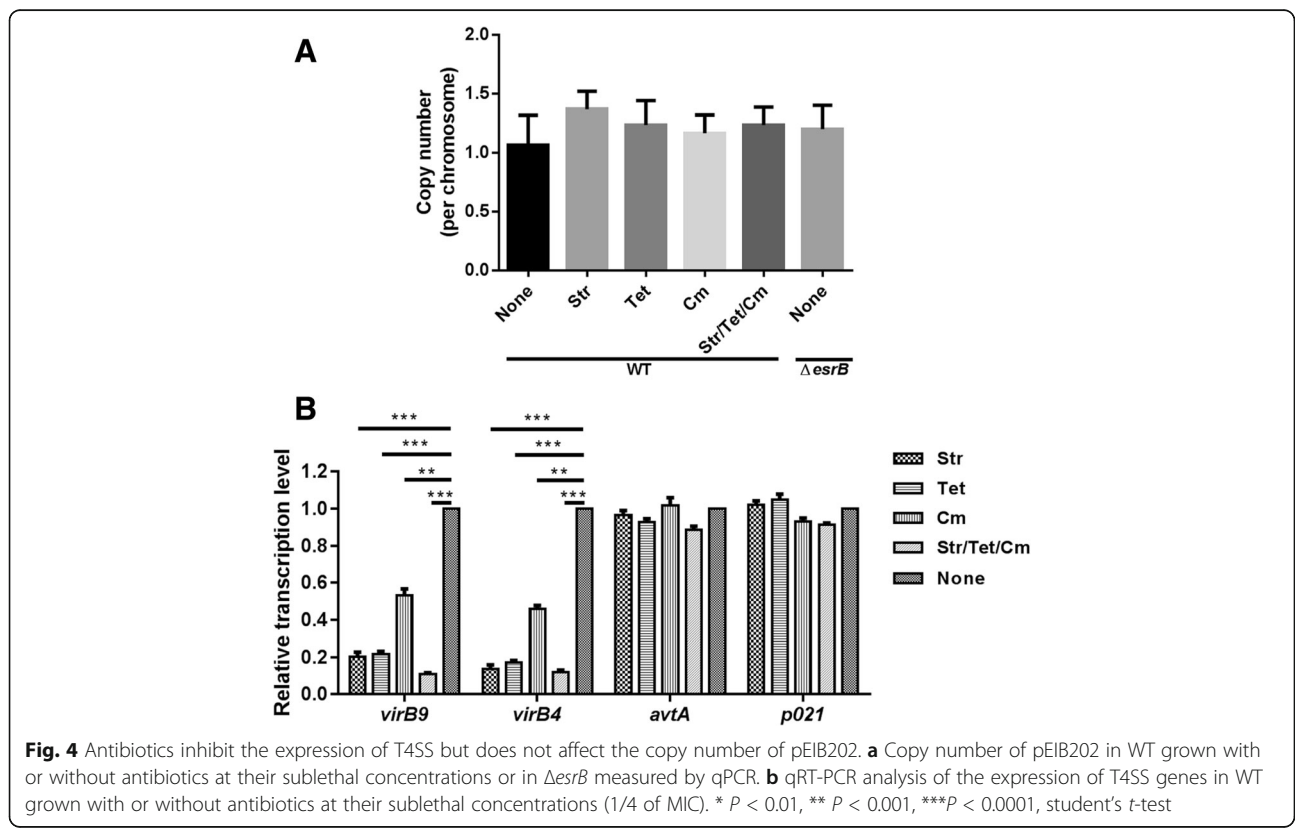 A
Copy number
(per chromosome)
2.0
1.5
1.0
0.5
0.0
None
Str
Tet
Cm
Str/Tet/Cm
None
WT
ΔesrB
B
Relative transcription level
1.2
1.0
0.8
0.6
0.4
0.2
0.0
***
***
**
***
***
***
**
***
virB9
virB4
avtA
p021
Str
Tet
Cm
Str/Tet/Cm
None
Fig. 4 Antibiotics inhibit the expression of T4SS but does not affect the copy number of pEIB202. a Copy number of pEIB202 in WT grown with
or without antibiotics at their sublethal concentrations or in ΔesrB measured by qPCR. b qRT-PCR analysis of the expression of T4SS genes in WT
grown with or without antibiotics at their sublethal concentrations (1/4 of MIC). * P < 0.01, ** P < 0.001, ***P < 0.0001, student’s t-test